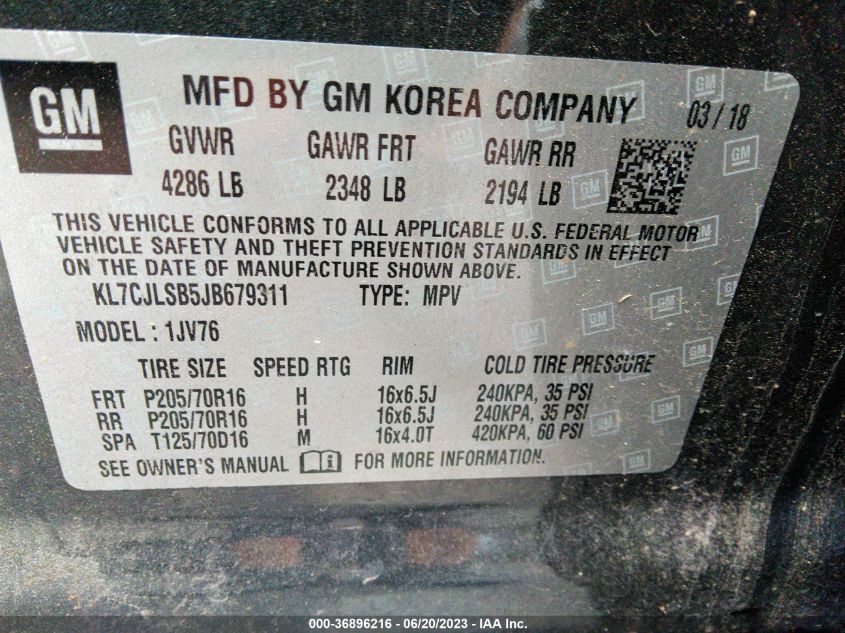 GM
MFD BY GM KOREA COMPANY 03/18
GVWR GAWR FRT GAWR RR
4286 LB 2348 LB 2194 LB
THIS VEHICLE CONFORMS TO ALL APPLICABLE U.S. FEDERAL MOTOR
VEHICLE SAFETY AND THEFT PREVENTION STANDARDS IN EFFECT
ON THE DATE OF MANUFACTURE SHOWN ABOVE.
KL7CJLSB5JB679311 TYPE: MPV
MODEL: 1JV76
TIRE SIZE SPEED RTG RIM COLD TIRE PRESSURE
FRT P205/70R16 H 16x6.5J 240KPA, 35 PSI
RR P205/70R16 H 16x6.5J 240KPA, 35 PSI
SPA T125/70D16 M 16x4.0T 420KPA, 60 PSI
SEE OWNER'S MANUAL FOR MORE INFORMATION.
000-36896216 - 06/20/2023 - IAA Inc.